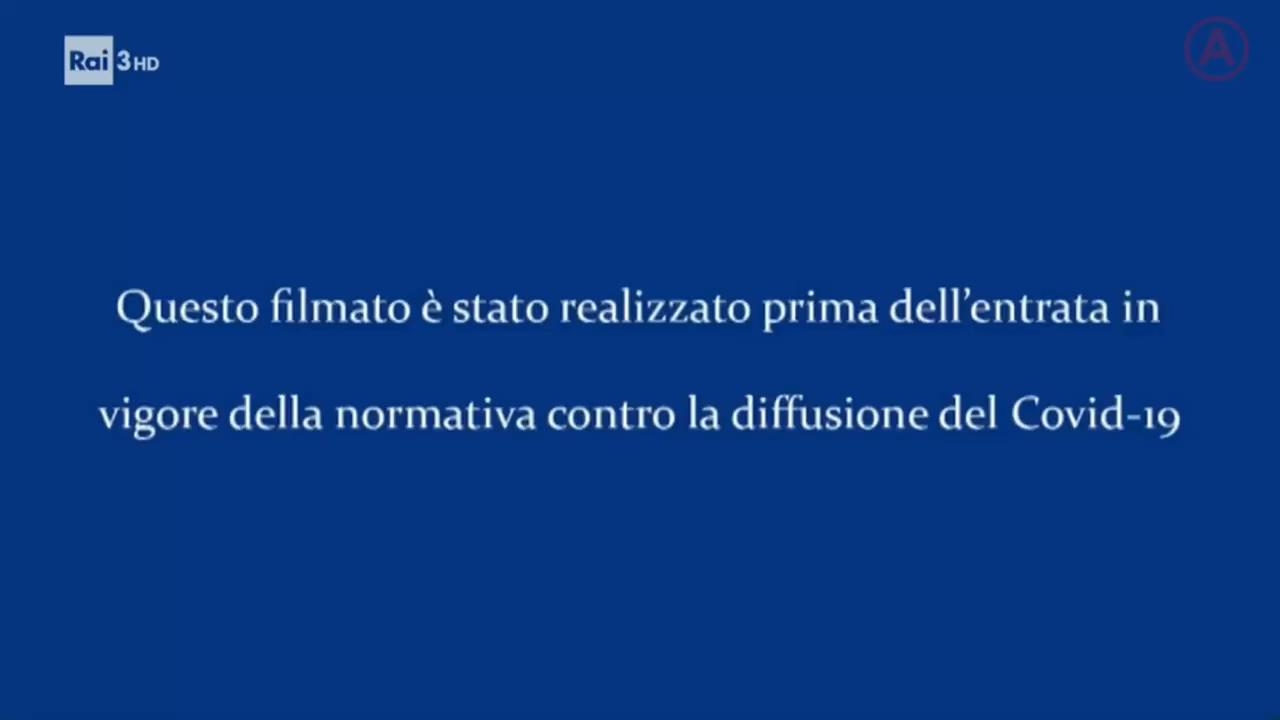 Rai 3HD
A
Questo filmato è stato realizzato prima dell’entrata in
vigore della normativa contro la diffusione del Covid-19